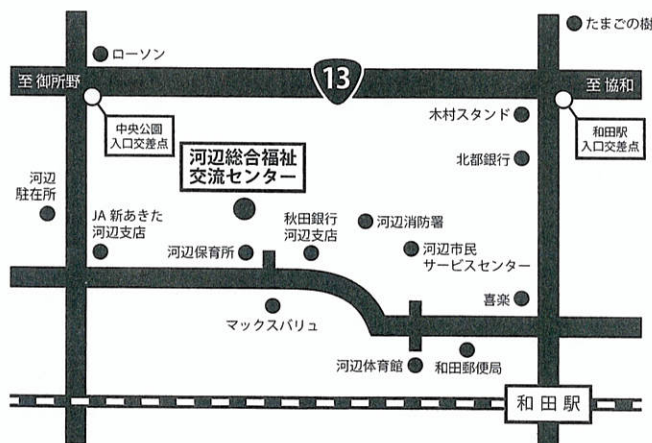 たまごの樹
ローソン
至 御所野
13
至 協和
中央公園
入口交差点
木村スタンド
和田駅
入口交差点
河辺総合福祉
交流センター
北都銀行
河辺
駐在所
JA 新あきた
河辺支店
秋田銀行
河辺支店
河辺消防署
河辺保育所
河辺市民
サービスセンター
喜楽
マックスバリュ
河辺体育館
和田郵便局
和田駅